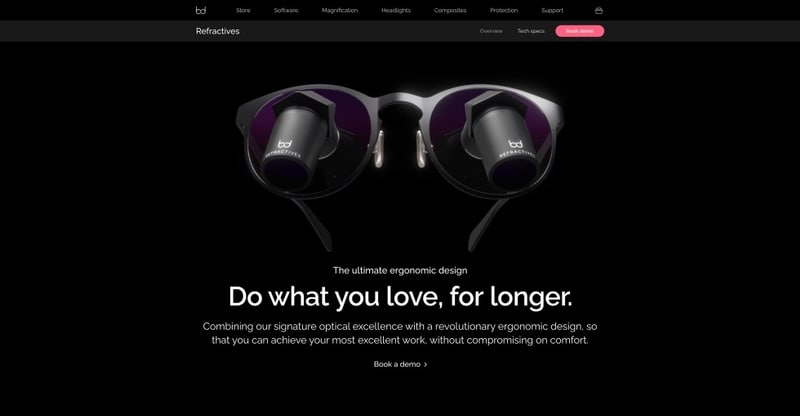 bd
Store
Software
Magnification
Headlights
Composites
Protection
Support
Refractives
Overview
Tech specs
Book demo
bd
REFRACTIVES
bd
REFRACTIVES
The ultimate ergonomic design
Do what you love, for longer.
Combining our signature optical excellence with a revolutionary ergonomic design, so
that you can achieve your most excellent work, without compromising on comfort.
Book a demo >